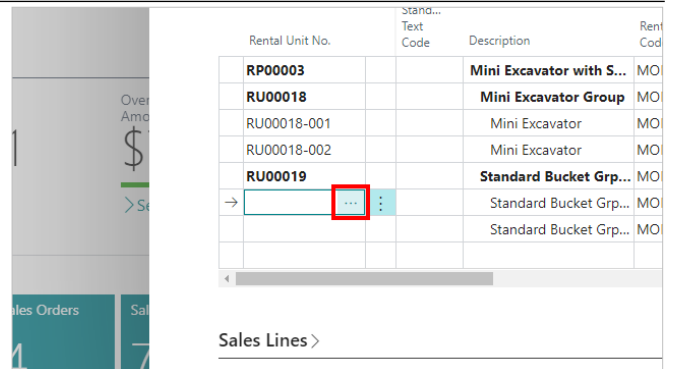 Stand...
Text
Code
Rental Unit No.
Description
Rent
Cod
RP00003 Mini Excavator with S... MO
RU00018 Mini Excavator Group MO
RU00018-001 Mini Excavator MO
RU00018-002 Mini Excavator MO
RU00019 Standard Bucket Grp... MO
→ ... ⋮ Standard Bucket Grp... MO
Standard Bucket Grp... MO
Over
Amo
$
> Se
ales Orders
Sal
4
7
Sales Lines >